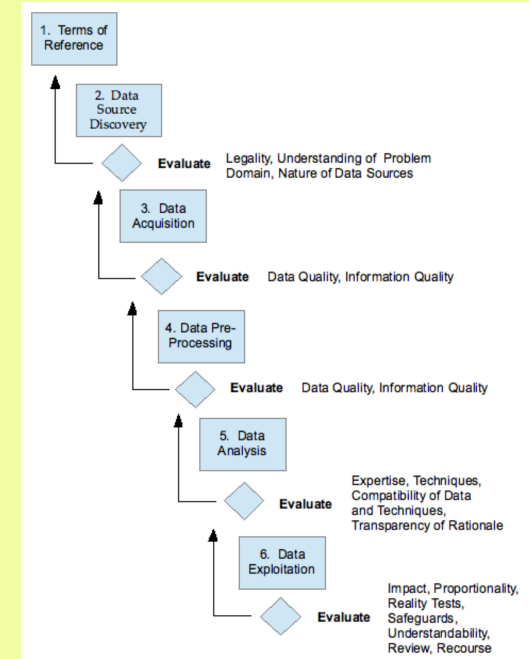 1. Terms of
Reference
2. Data
Source
Discovery
Evaluate
Legality, Understanding of Problem
Domain, Nature of Data Sources
3. Data
Acquisition
Evaluate
Data Quality, Information Quality
4. Data Pre-
Processing
Evaluate
Data Quality, Information Quality
5. Data
Analysis
Evaluate
Expertise, Techniques,
Compatibility of Data
and Techniques,
Transparency of Rationale
6. Data
Exploitation
Evaluate
Impact, Proportionality,
Reality Tests,
Safeguards,
Understandability,
Review, Recourse